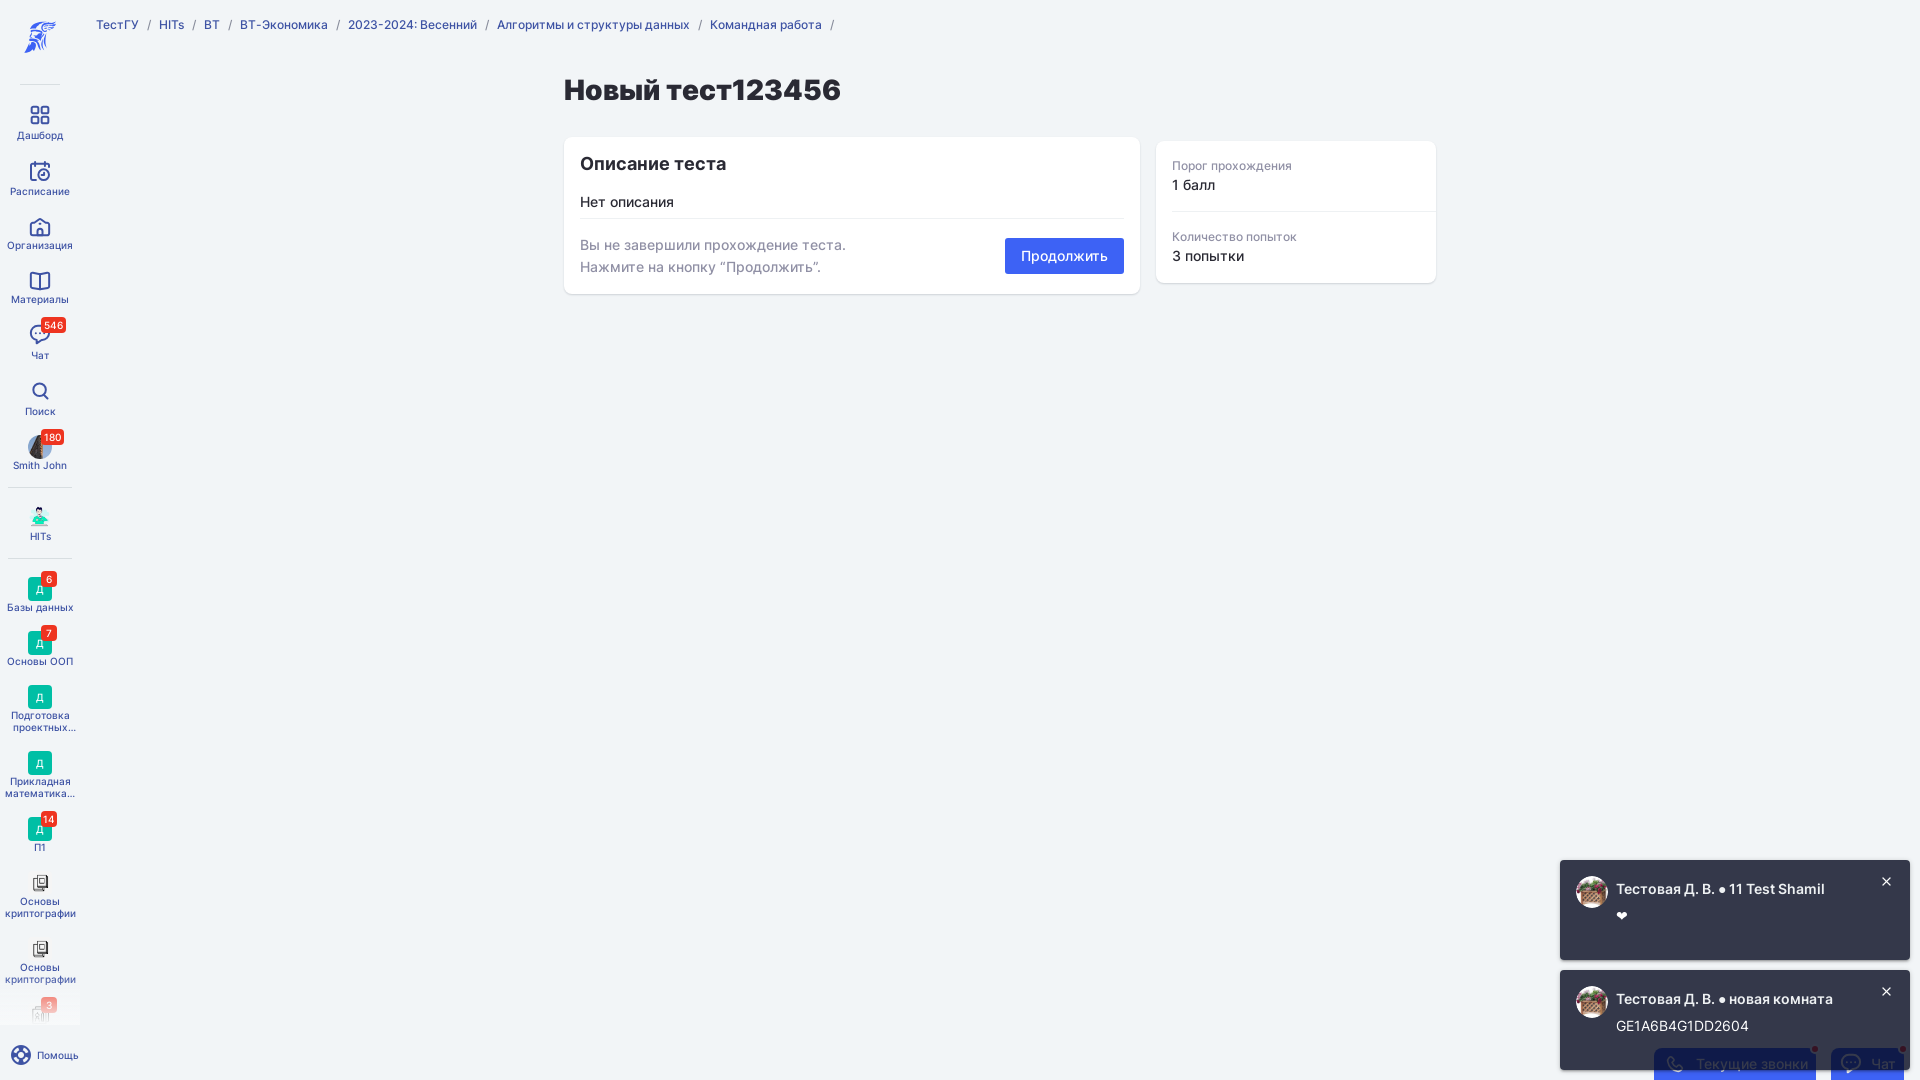 ТестГУ / HITs / ВТ / ВТ-Экономика / 2023-2024: Весенний / Алгоритмы и структуры данных / Командная работа /
Новый тест123456
Описание теста
Нет описания
Вы не завершили прохождение теста.
Нажмите на кнопку “Продолжить”.
Продолжить
Порог прохождения
1 балл
Количество попыток
3 попытки
Дашборд
Расписание
Организация
Материалы
546
Чат
Поиск
180
Smith John
HITs
6
Д
Базы данных
7
Д
Основы ООП
Д
Подготовка
проектных...
Д
Прикладная
математика...
14
Д
П1
Основы
криптографии
Основы
криптографии
3
Помощь
Тестовая Д. В. ● 11 Test Shamil
❤
Тестовая Д. В. ● новая комната
GE1A6B4G1DD2604
Текущие звонки
Чат